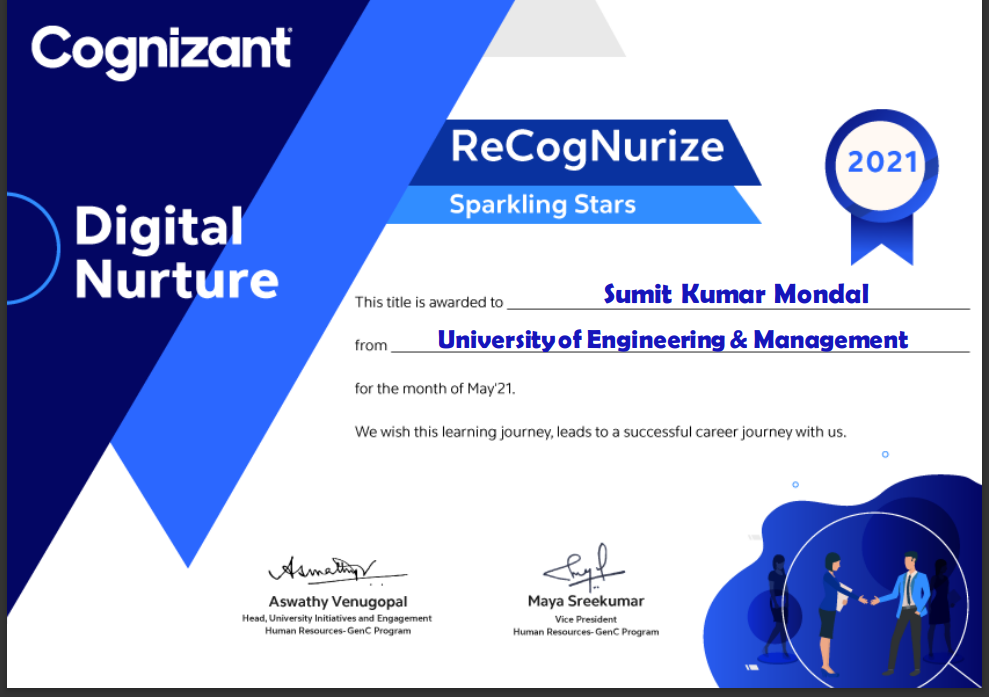 Cognizant
ReCogNurize
Sparkling Stars
2021
Digital
Nurture
This title is awarded to Sumit Kumar Mondal
from University of Engineering & Management
for the month of May'21.
We wish this learning journey, leads to a successful career journey with us.
Asmathy V
Aswathy Venugopal
Head, University Initiatives and Engagement
Human Resources- GenC Program
Maya Sreekumar
Vice President
Human Resources- GenC Program